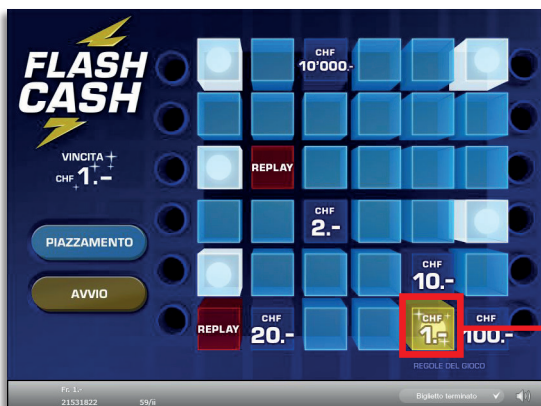 FLASH
CASH
VINCITA
CHF 1.-
PIAZZAMENTO
AVVIO
CHF
10'000.-
REPLAY
CHF
2.-
CHF
10.-
REPLAY
CHF
20.-
CHF
1.-
CHF
100.-
REGOLE DEL GIOCO
Fr. 1.-
21531822 59/ii
Biglietto terminato